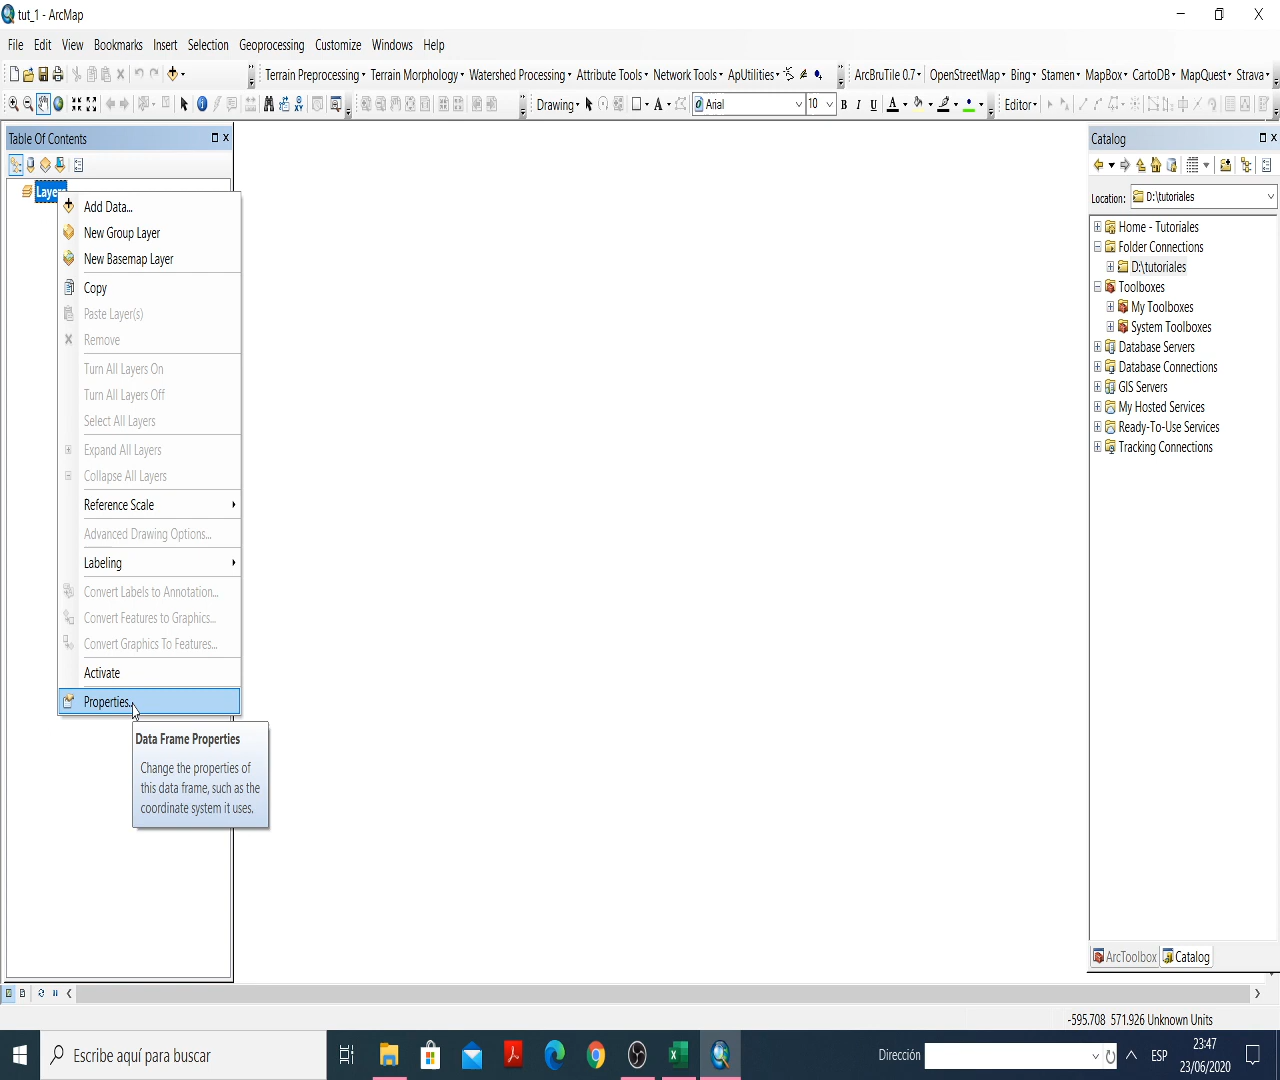 tut_1 - ArcMap
File Edit View Bookmarks Insert Selection Geoprocessing Customize Windows Help
Terrain Preprocessing Terrain Morphology Watershed Processing Attribute Tools Network Tools ApUtilities ArcBruTile 0.7 OpenStreetMap Bing Stamen MapBox CartoDB MapQuest Strava
Drawing Arial 10 B I U A Editor
Table Of Contents
Catalog
Location: D:\tutoriales
Layers
Add Data...
New Group Layer
New Basemap Layer
Copy
Paste Layer(s)
Remove
Turn All Layers On
Turn All Layers Off
Select All Layers
Expand All Layers
Collapse All Layers
Reference Scale
Advanced Drawing Options...
Labeling
Convert Labels to Annotation...
Convert Features to Graphics...
Convert Graphics To Features...
Activate
Properties...
Data Frame Properties
Change the properties of
this data frame, such as the
coordinate system it uses.
Home - Tutoriales
Folder Connections
D:\tutoriales
Toolboxes
My Toolboxes
System Toolboxes
Database Servers
Database Connections
GIS Servers
My Hosted Services
Ready-To-Use Services
Tracking Connections
ArcToolbox Catalog
-595.708 571.926 Unknown Units
Escribe aquí para buscar
Dirección
ESP
23:47
23/06/2020